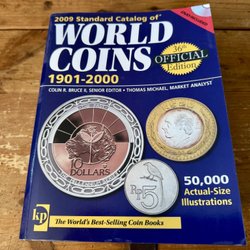 2009 Standard Catalog of®
WORLD
COINS
1901-2000
36th
OFFICIAL
Edition
COLIN R. BRUCE II, SENIOR EDITOR • THOMAS MICHAEL, MARKET ANALYST
10
DOLLARS
Rp5
50,000
Actual-Size
Illustrations
kp
The World's Best-Selling Coin Books